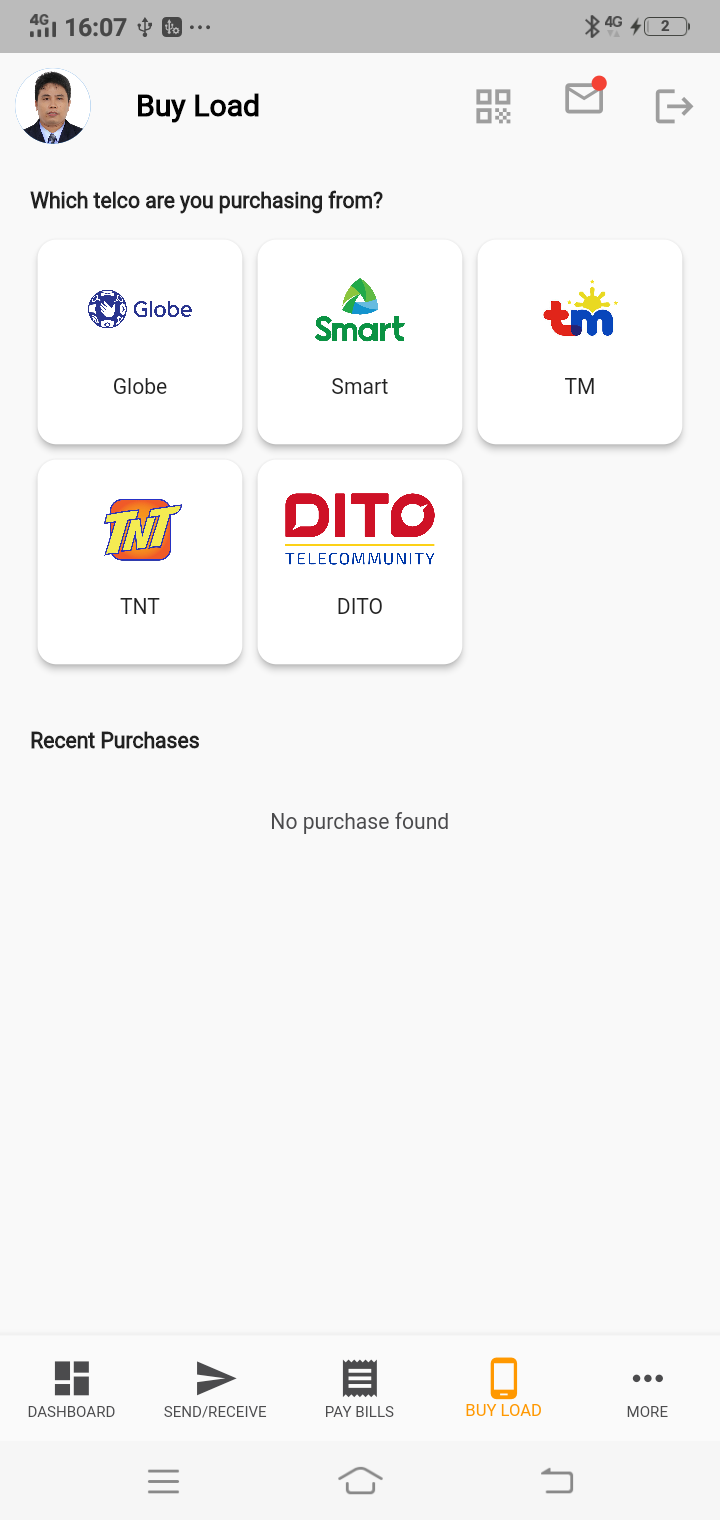 4G 16:07 ... 4G 2
Buy Load
Which telco are you purchasing from?
Globe Smart tm
Globe Smart TM
TNT DITO
TELECOMMUNITY
TNT DITO
Recent Purchases
No purchase found
DASHBOARD SEND/RECEIVE PAY BILLS BUY LOAD MORE